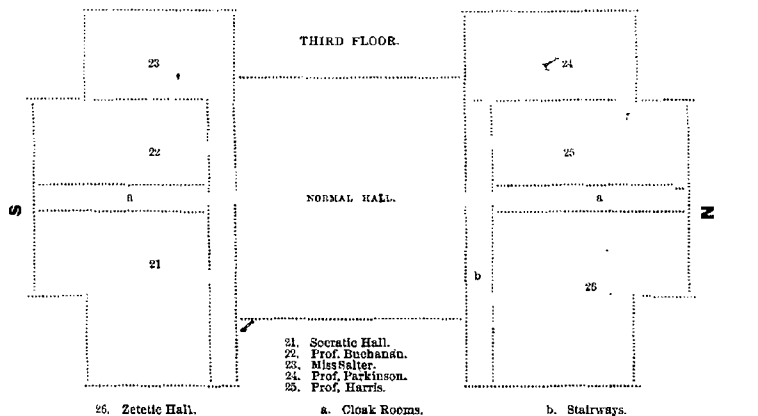 THIRD FLOOR.
23
24
22
25
NORMAL HALL.
a
a
S
N
21
b
26
21. Socratic Hall.
22. Prof. Buchanan.
23. Miss Salter.
24. Prof. Parkinson.
25. Prof. Harris.
26. Zetetic Hall.
a. Cloak Rooms.
b. Stairways.